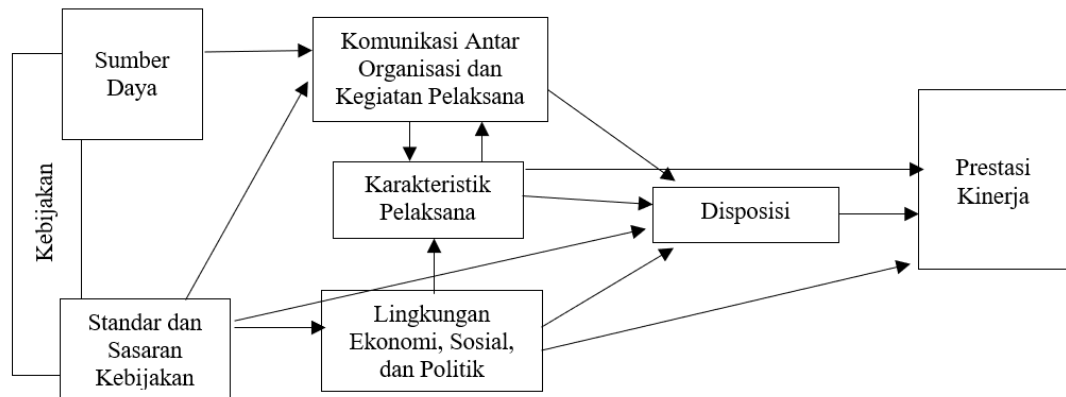 Kebijakan
Sumber
Daya
Komunikasi Antar
Organisasi dan
Kegiatan Pelaksana
Karakteristik
Pelaksana
Disposisi
Prestasi
Kinerja
Standar dan
Sasaran
Kebijakan
Lingkungan
Ekonomi, Sosial,
dan Politik